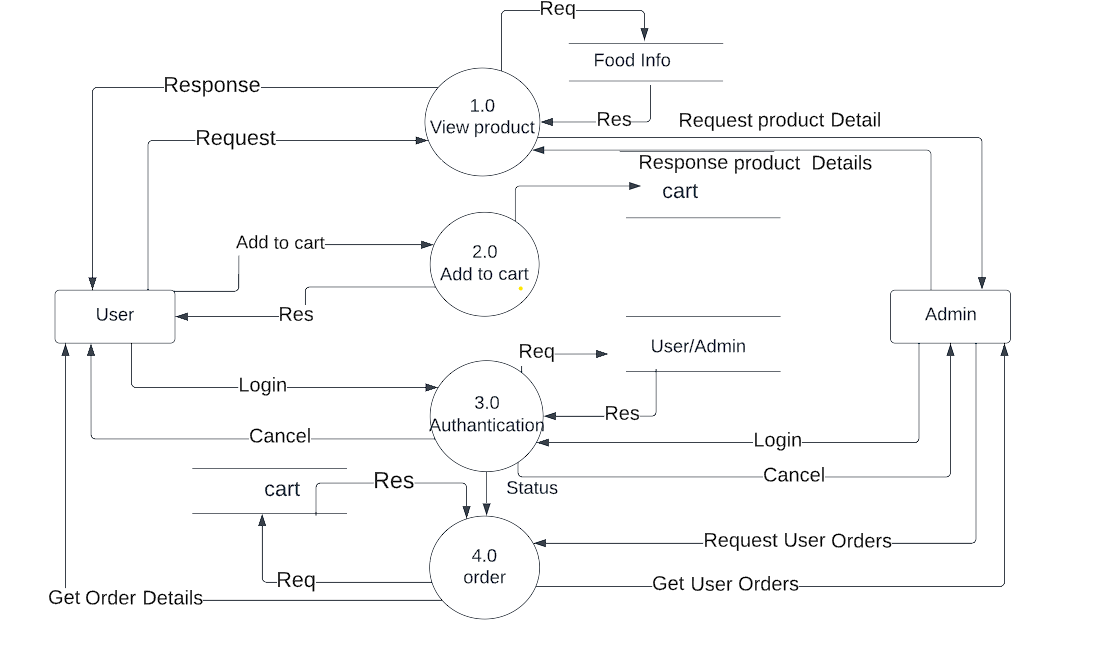 Req
Food Info
Response
1.0
View product
Res
Request product Detail
Request
Response product Details
cart
Add to cart
2.0
Add to cart
Res
User
Admin
Req
User/Admin
Login
3.0
Authantication
Res
Cancel
Login
Cancel
cart
Res
Status
Request User Orders
4.0
order
Req
Get User Orders
Get Order Details